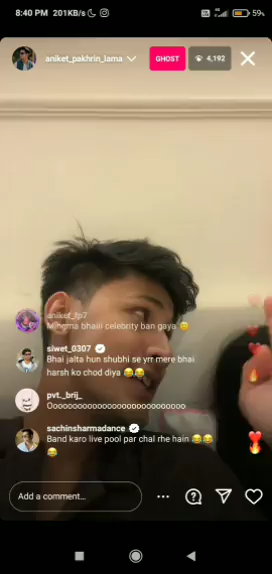 8:40 PM 201KB/s
59%
aniket_pakhrin_lama
GHOST
4,192
aniket_fp7
Mingma bhaiii celebrity ban gaya
siwet_0307
Bhai jalta hun shubhi se yrr mere bhai
harsh ko chod diya 😂😂
pvt._brij_
Ooooooooooooooooooooooooooo
sachinsharmadance
Band karo live pool par chal rhe hain 😂😂
😂
Add a comment...